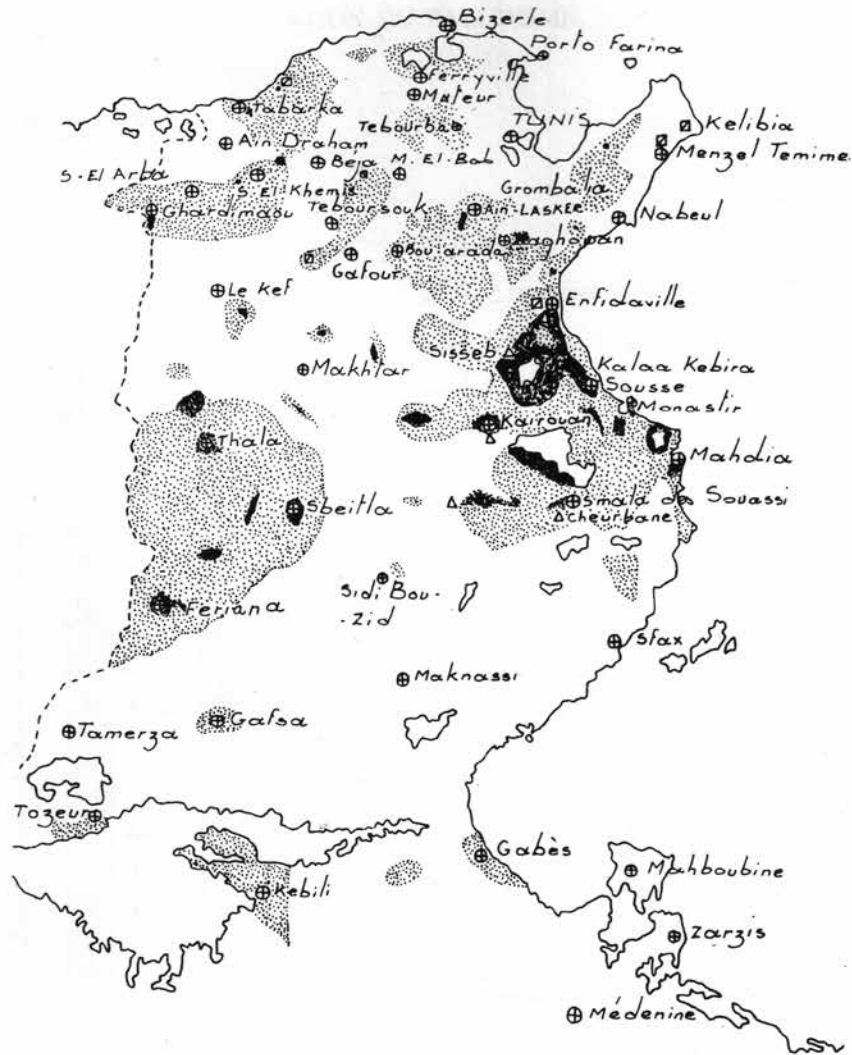 Bizerle
Porto Farina
Ferryville
Mateur
Tabarka
Tebourba
TUNIS
Kelibia
Ain Draham
Menzel Temime
Beja
M. El-Bab
S-El Arba
S. El-Khemis
Grombalia
Ghardimaou
Teboursouk
Ain-LASKER
Nabeul
Zaghouan
Bou-arada
Gafour
Le Kef
Enfidaville
Sisseb
Makhtar
Kalaa Kebira
Sousse
Monastir
Kairouan
Thala
Mahdia
Sbeitla
Smala de Souassi
Cheurbane
Sidi Bou-
-Zid
Feriana
Sfax
Maknassi
Gafsa
Tamerza
Tozeur
Gabès
Mahboubine
Kebili
Zarzis
Médenine